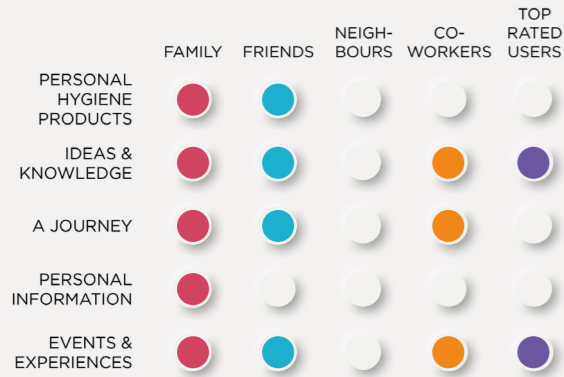 FAMILY
FRIENDS
NEIGH-
BOURS
CO-
WORKERS
TOP
RATED
USERS
PERSONAL
HYGIENE
PRODUCTS
IDEAS &
KNOWLEDGE
A JOURNEY
PERSONAL
INFORMATION
EVENTS &
EXPERIENCES